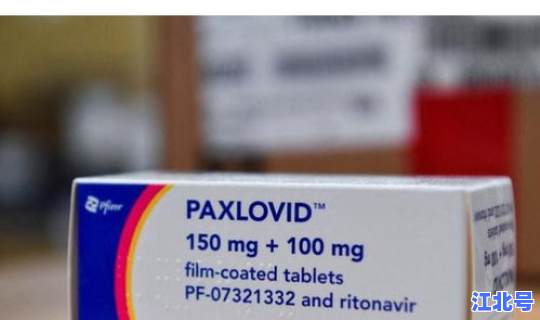 Pfizer
PAXLOVID™
150 mg + 100 mg
film-coated tablets
PF-07321332 and ritonavir
江北号